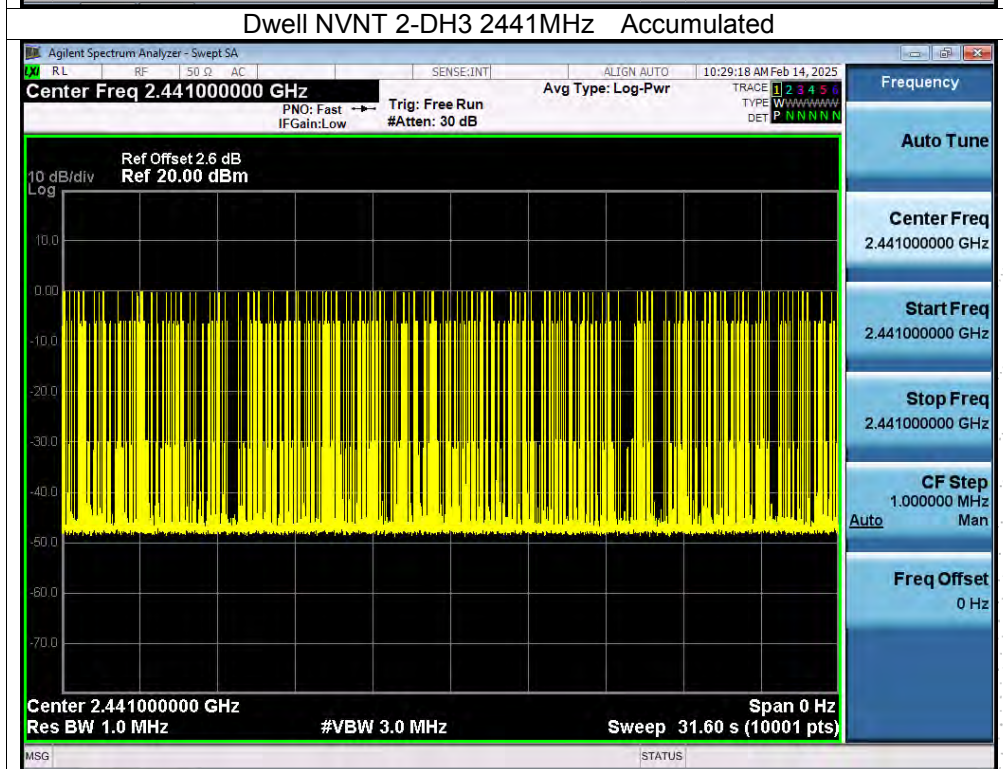 Dwell NVNT 2-DH3 2441MHz Accumulated
Agilent Spectrum Analyzer - Swept SA
LXI RL RF 50 Ω AC SENSE:INT ALIGN AUTO 10:29:18 AM Feb 14, 2025
Center Freq 2.441000000 GHz Avg Type: Log-Pwr TRACE 1 2 3 4 5 6
PNO: Fast Trig: Free Run TYPE WWWWWW
IFGain:Low #Atten: 30 dB DET P N N N N N
Frequency
Auto Tune
Center Freq
2.441000000 GHz
Start Freq
2.441000000 GHz
Stop Freq
2.441000000 GHz
CF Step
1.000000 MHz
Auto Man
Freq Offset
0 Hz
Ref Offset 2.6 dB
10 dB/div Ref 20.00 dBm
Log
10.0
0.00
-10.0
-20.0
-30.0
-40.0
-50.0
-60.0
-70.0
Center 2.441000000 GHz Span 0 Hz
Res BW 1.0 MHz #VBW 3.0 MHz Sweep 31.60 s (10001 pts)
MSG STATUS